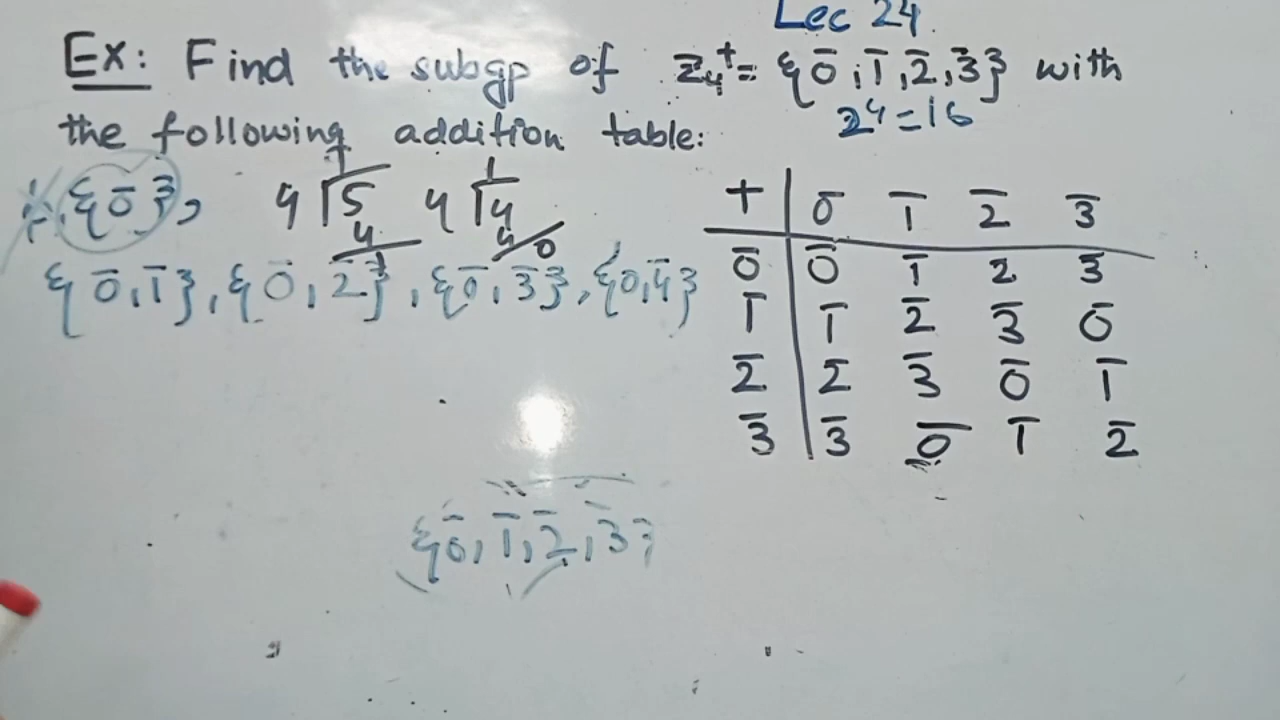 Lec 24.
Ex: Find the subgp of Z₄⁺ = {0̄, 1̄, 2̄, 3̄} with
2⁴ = 16
the following addition table:
{0̄}, 4 5 1 4 1 4 4 1 4 0
{0̄, 1̄}, {0̄, 2̄}, {0̄, 3̄}, {0, 4̄}
+ 0̄ 1̄ 2̄ 3̄
0̄ 0̄ 1̄ 2̄ 3̄
1̄ 1̄ 2̄ 3̄ 0̄
2̄ 2̄ 3̄ 0̄ 1̄
3̄ 3̄ 0̄ 1̄ 2̄
{0̄, 1̄, 2̄, 3̄}